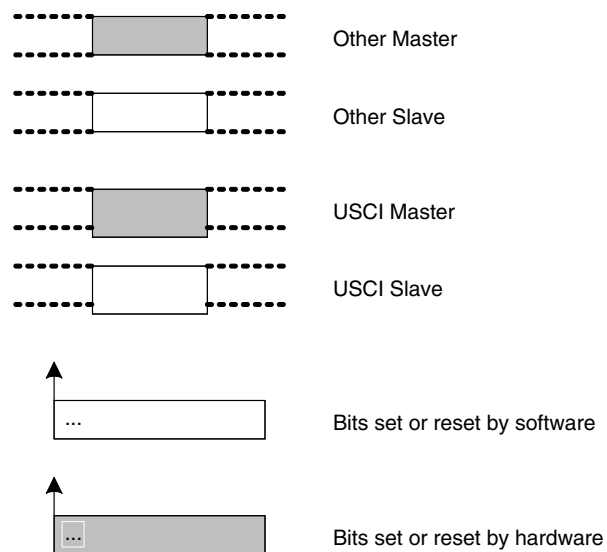 Other Master
Other Slave
USCI Master
USCI Slave
... Bits set or reset by software
... Bits set or reset by hardware